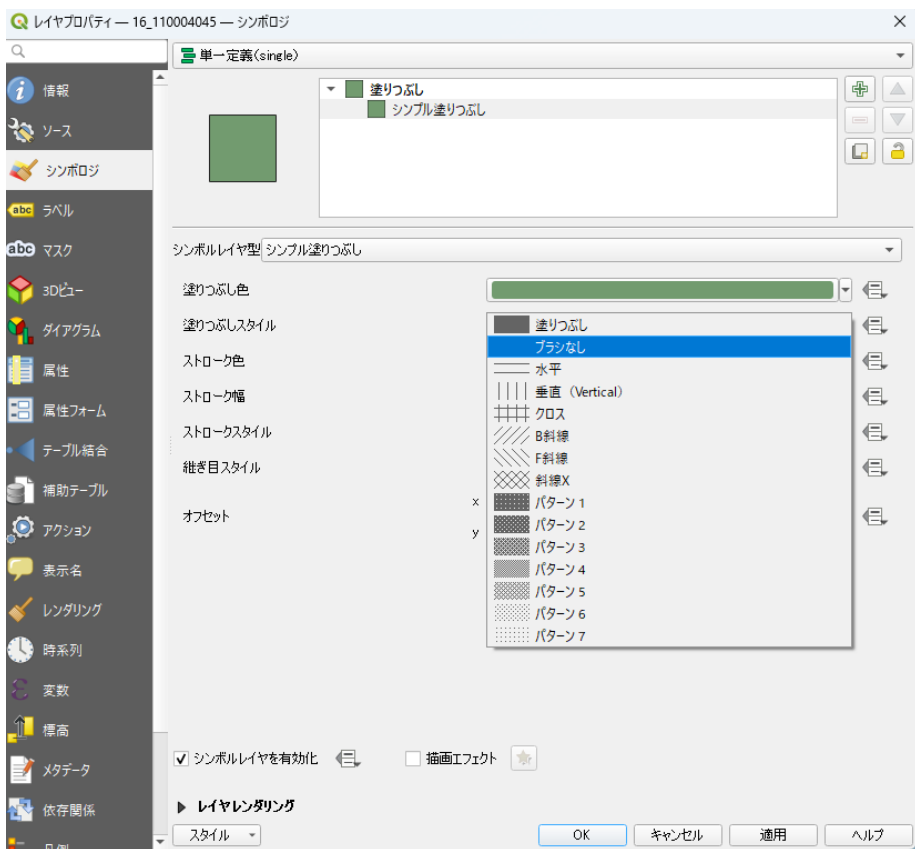 レイヤプロパティ — 16_110004045 — シンボロジ
単一定義(single)
情報
ソース
シンボロジ
ラベル
マスク
3Dビュー
ダイアグラム
属性
属性フォーム
テーブル結合
補助テーブル
アクション
表示名
レンダリング
時系列
変数
標高
メタデータ
依存関係
凡例
塗りつぶし
シンプル塗りつぶし
シンボルレイヤ型 シンプル塗りつぶし
塗りつぶし色
塗りつぶしスタイル
ストローク色
ストローク幅
ストロークスタイル
継ぎ目スタイル
オフセット
x
y
塗りつぶし
ブラシなし
水平
垂直 (Vertical)
クロス
B斜線
F斜線
斜線X
パターン 1
パターン 2
パターン 3
パターン 4
パターン 5
パターン 6
パターン 7
シンボルレイヤを有効化
描画エフェクト
レイヤレンダリング
スタイル
OK
キャンセル
適用
ヘルプ